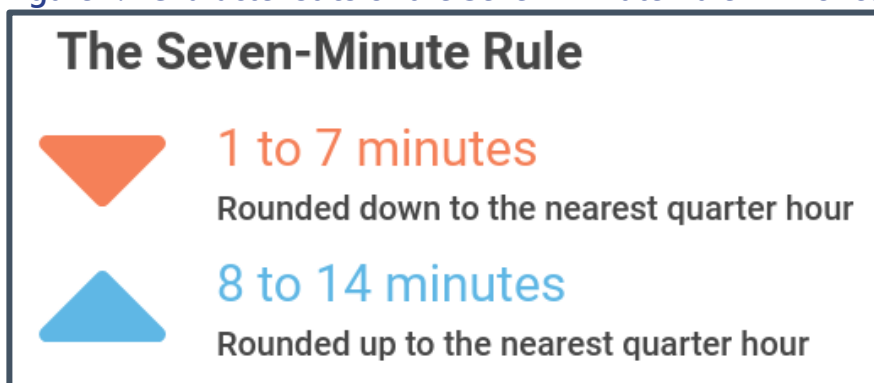 The Seven-Minute Rule
1 to 7 minutes
Rounded down to the nearest quarter hour
8 to 14 minutes
Rounded up to the nearest quarter hour